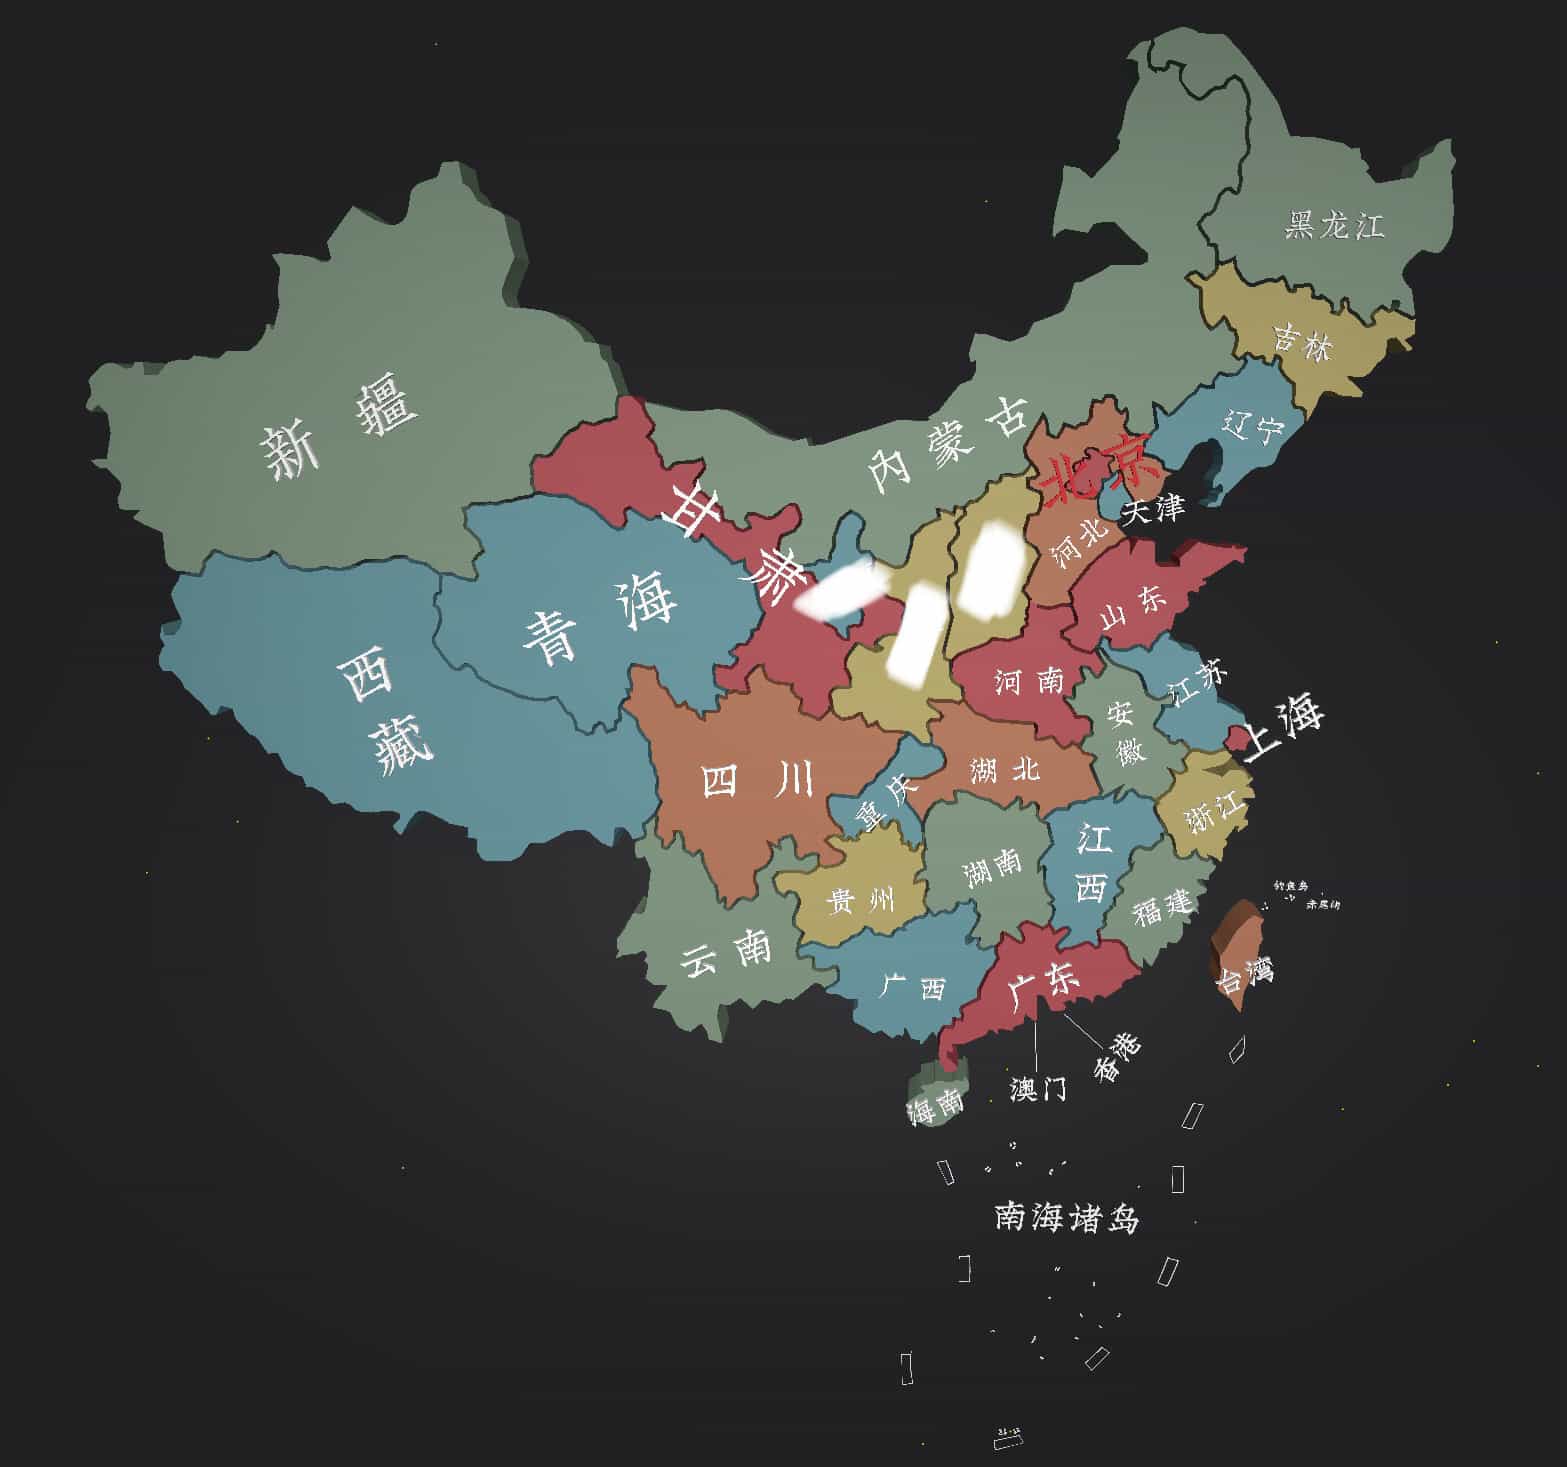 黑龙江
吉林
辽宁
内蒙古
新疆
北京
天津
河北
甘肃
山东
青海
西藏
河南
江苏
安徽
上海
四川
湖北
重庆
浙江
江西
湖南
贵州
福建
钓鱼岛
赤尾屿
云南
广西
广东
台湾
香港
澳门
海南
南海诸岛